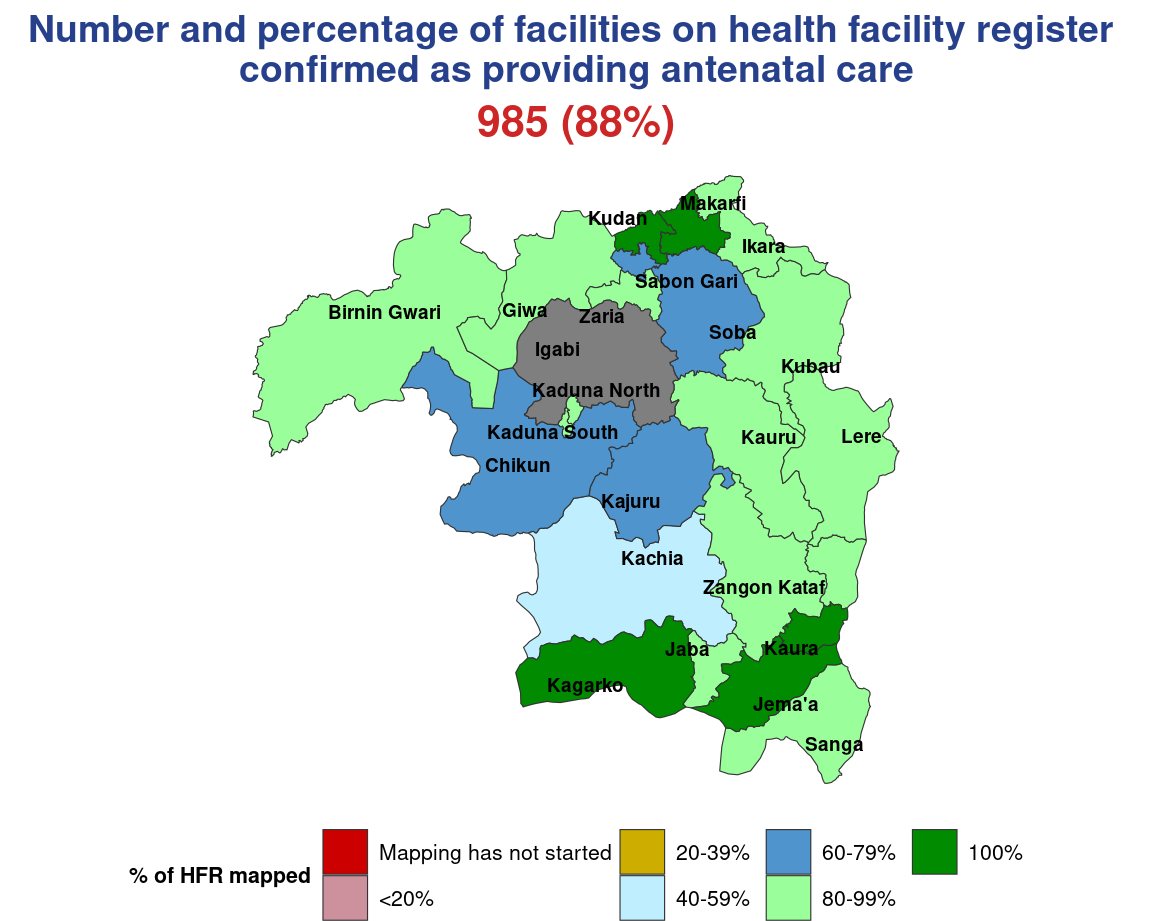 Number and percentage of facilities on health facility register
confirmed as providing antenatal care
985 (88%)
Makarfi
Kudan
Ikara
Sabon Gari
Birnin Gwari
Giwa
Zaria
Soba
Igabi
Kubau
Kaduna North
Kaduna South
Kauru
Lere
Chikun
Kajuru
Kachia
Zangon Kataf
Jaba
Kaura
Kagarko
Jema'a
Sanga
% of HFR mapped
Mapping has not started
<20%
20-39%
40-59%
60-79%
80-99%
100%